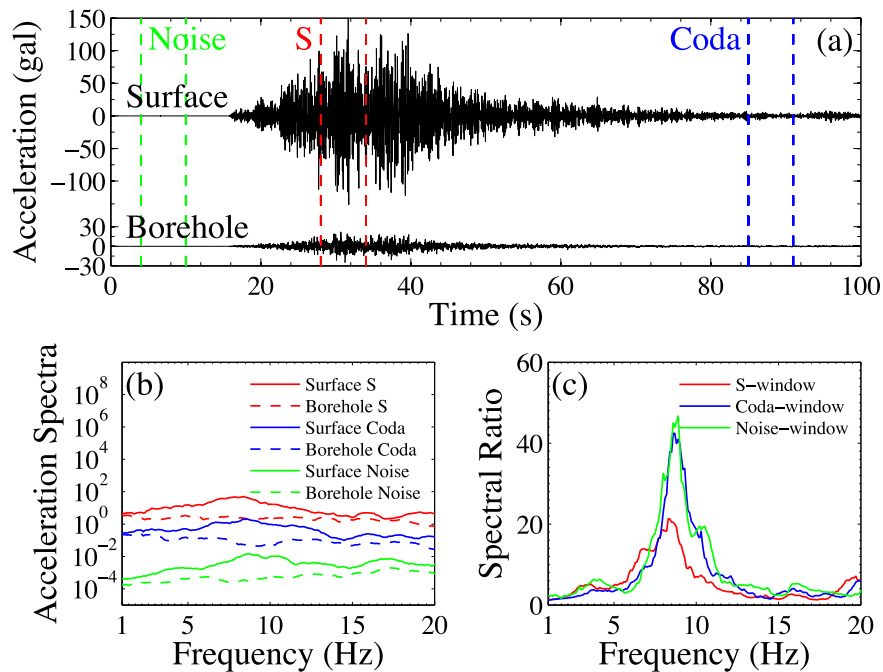 Noise S Coda (a)
Acceleration (gal)
150
100
50
0
−50
−100
30
0
−30
Surface
Borehole
0 20 40 60 80 100
Time (s)
(b)
Acceleration Spectra
10^8
10^6
10^4
10^2
10^0
10^−2
10^−4
Surface S
Borehole S
Surface Coda
Borehole Coda
Surface Noise
Borehole Noise
1 5 10 15 20
Frequency (Hz)
(c)
Spectral Ratio
60
40
20
0
S−window
Coda−window
Noise−window
1 5 10 15 20
Frequency (Hz)